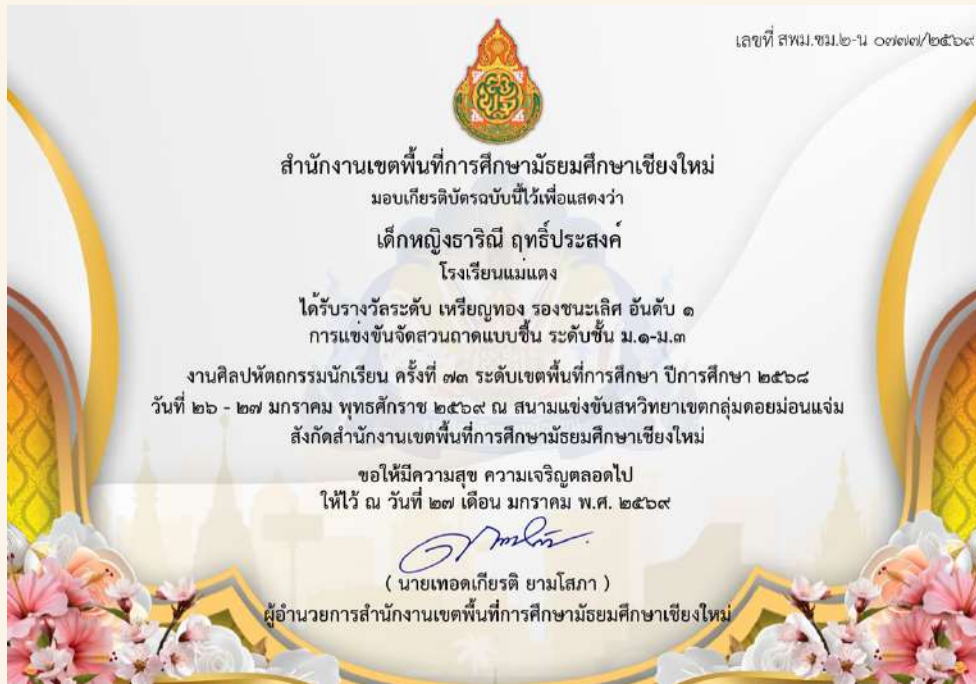 เลขที่ สพม.ชม.๒-น ๐๗๗๗/๒๕๖๙
สำนักงานเขตพื้นที่การศึกษามัธยมศึกษาเชียงใหม่
มอบเกียรติบัตรฉบับนี้ไว้เพื่อแสดงว่า
เด็กหญิงธาริณี ฤทธิ์ประสงค์
โรงเรียนแม่แตง
ได้รับรางวัลระดับ เหรียญทอง รองชนะเลิศ อันดับ ๑
การแข่งขันจัดสวนถาดแบบชื้น ระดับชั้น ม.๑-ม.๓
งานศิลปหัตถกรรมนักเรียน ครั้งที่ ๗๓ ระดับเขตพื้นที่การศึกษา ปีการศึกษา ๒๕๖๘
วันที่ ๒๖ - ๒๗ มกราคม พุทธศักราช ๒๕๖๙ ณ สนามแข่งขันสหวิทยาเขตกลุ่มดอยม่อนแจ่ม
สังกัดสำนักงานเขตพื้นที่การศึกษามัธยมศึกษาเชียงใหม่
ขอให้มีความสุข ความเจริญตลอดไป
ให้ไว้ ณ วันที่ ๒๗ เดือน มกราคม พ.ศ. ๒๕๖๙
( นายเทอดเกียรติ ยามโสภา )
ผู้อำนวยการสำนักงานเขตพื้นที่การศึกษามัธยมศึกษาเชียงใหม่